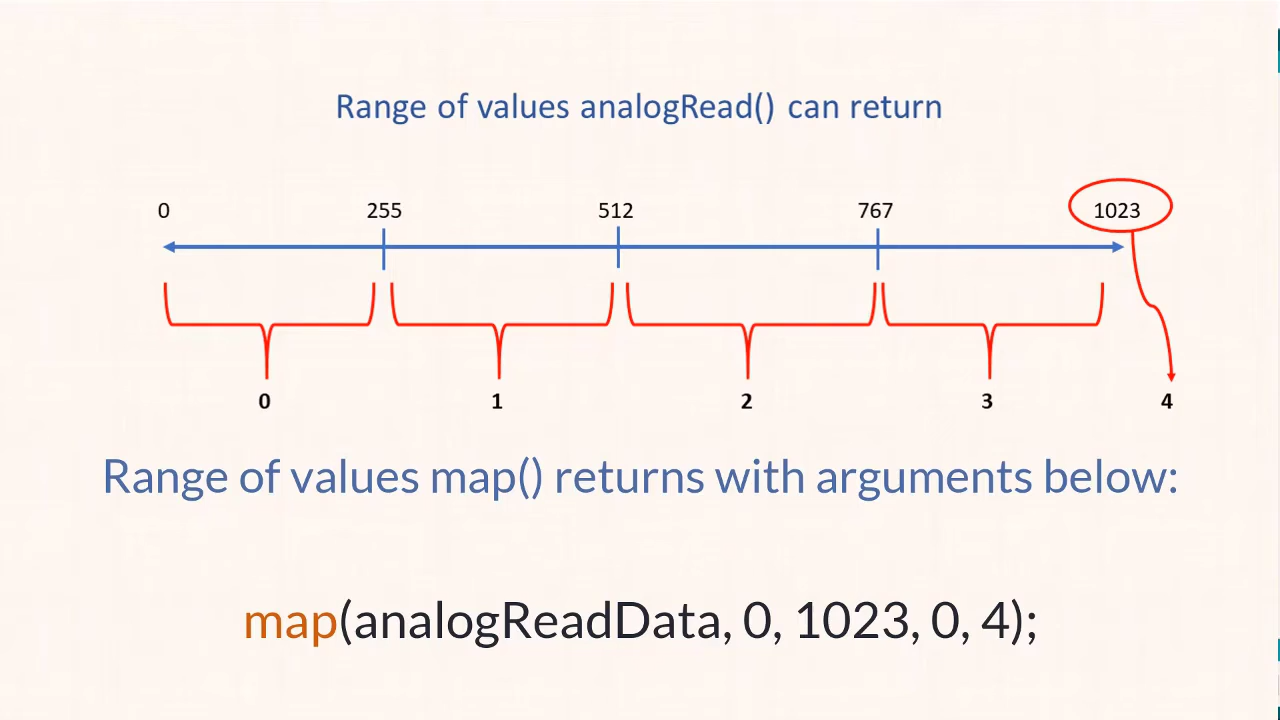 Range of values analogRead() can return
0 255 512 767 1023
0 1 2 3 4
Range of values map() returns with arguments below:
map(analogReadData, 0, 1023, 0, 4);